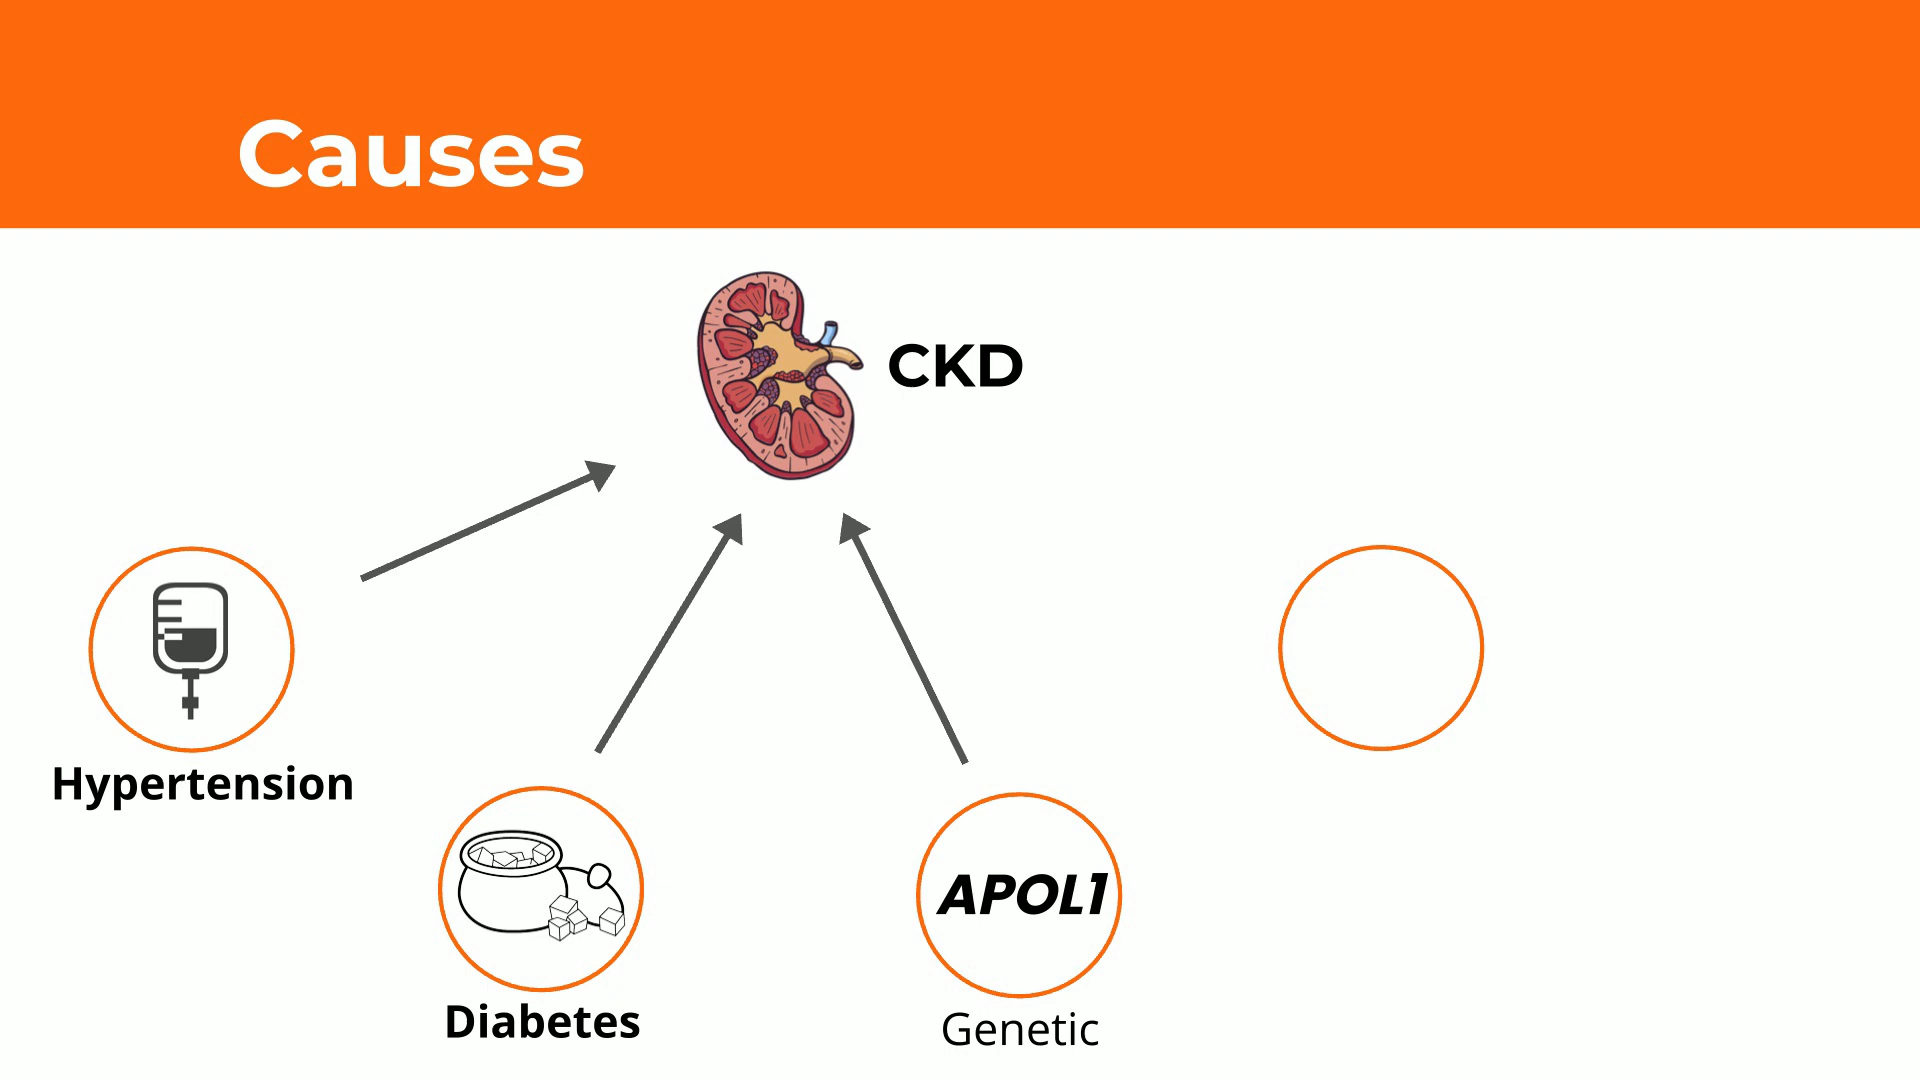 Causes
CKD
Hypertension
Diabetes
APOL1
Genetic